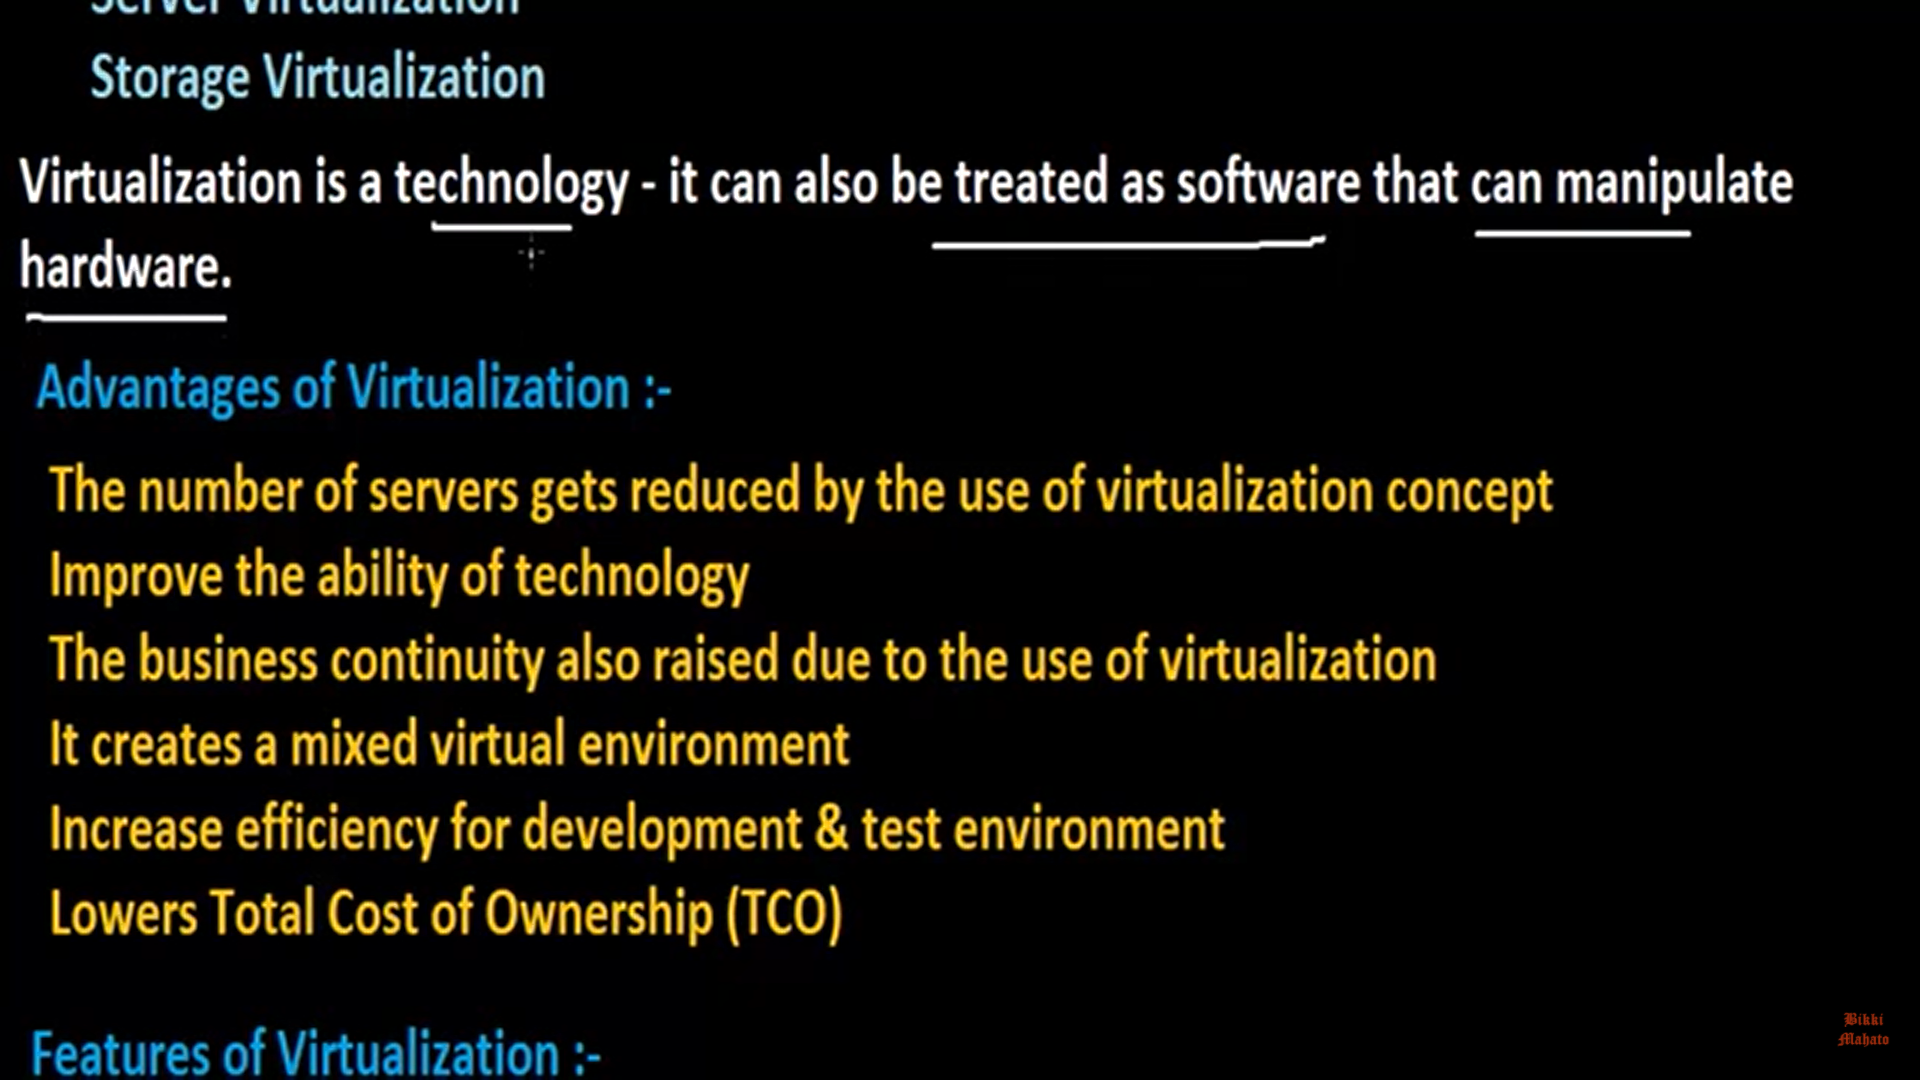 Server Virtualization
Storage Virtualization
Virtualization is a technology - it can also be treated as software that can manipulate
hardware.
Advantages of Virtualization :-
The number of servers gets reduced by the use of virtualization concept
Improve the ability of technology
The business continuity also raised due to the use of virtualization
It creates a mixed virtual environment
Increase efficiency for development & test environment
Lowers Total Cost of Ownership (TCO)
Features of Virtualization :-
Bikki
Mahato